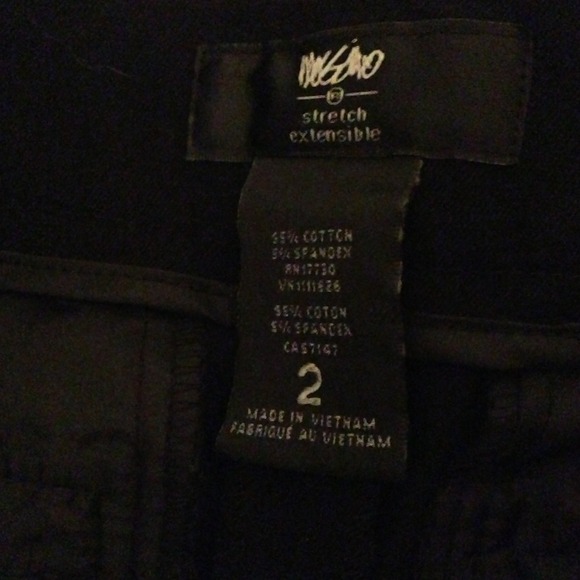 mossimo
stretch
extensible
95% COTTON
5% SPANDEX
RN17730
95% COTON
5% SPANDEX
CA57147
2
MADE IN VIETNAM
FABRIQUÉ AU VIETNAM